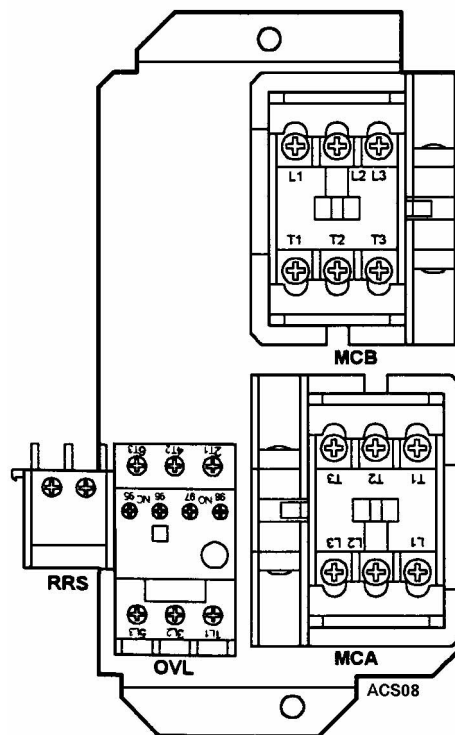 L1 L2 L3
T1 T2 T3
MCB
6T3 4T2 2T1
95 NC 96 97 NO 98
T3 T2 T1
L3 L2 L1
RRS
5L3 3L2 1L1
OVL
MCA
ACS08